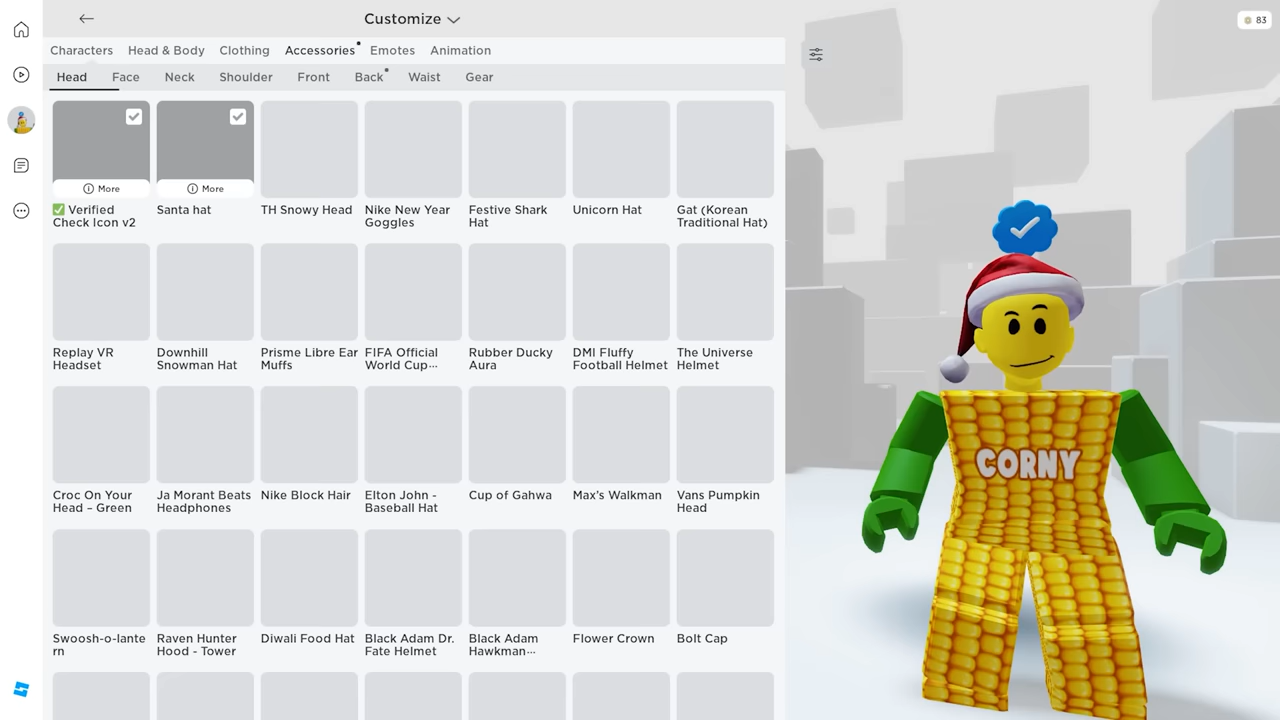 Customize
83
Characters
Head & Body
Clothing
Accessories
Emotes
Animation
Head
Face
Neck
Shoulder
Front
Back
Waist
Gear
More
More
✅ Verified
Check Icon v2
Santa hat
TH Snowy Head
Nike New Year
Goggles
Festive Shark
Hat
Unicorn Hat
Gat (Korean
Traditional Hat)
Replay VR
Headset
Downhill
Snowman Hat
Prisme Libre Ear
Muffs
FIFA Official
World Cup...
Rubber Ducky
Aura
DMI Fluffy
Football Helmet
The Universe
Helmet
Croc On Your
Head – Green
Ja Morant Beats
Headphones
Nike Block Hair
Elton John -
Baseball Hat
Cup of Gahwa
Max's Walkman
Vans Pumpkin
Head
Swoosh-o-lante
rn
Raven Hunter
Hood - Tower
Diwali Food Hat
Black Adam Dr.
Fate Helmet
Black Adam
Hawkman...
Flower Crown
Bolt Cap
CORNY